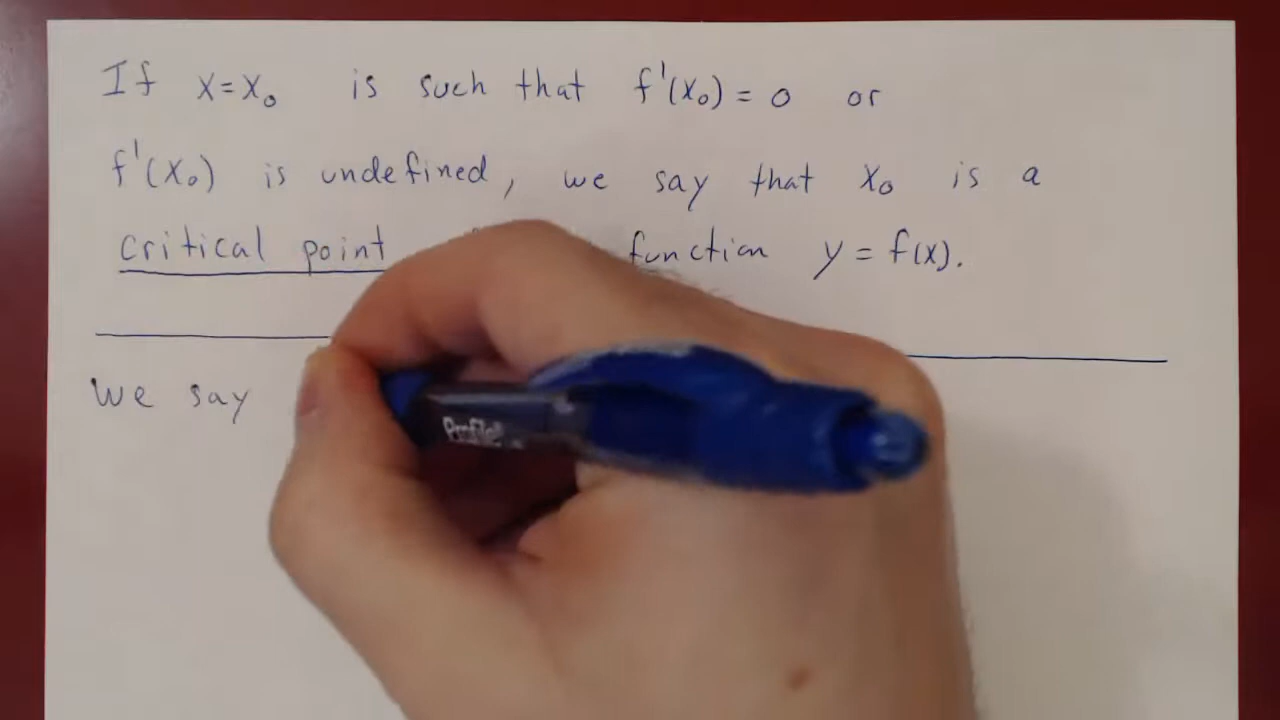 If x=x₀ is such that f'(x₀) = 0 or
f'(x₀) is undefined, we say that x₀ is a
critical point function y = f(x).
We say
Profile